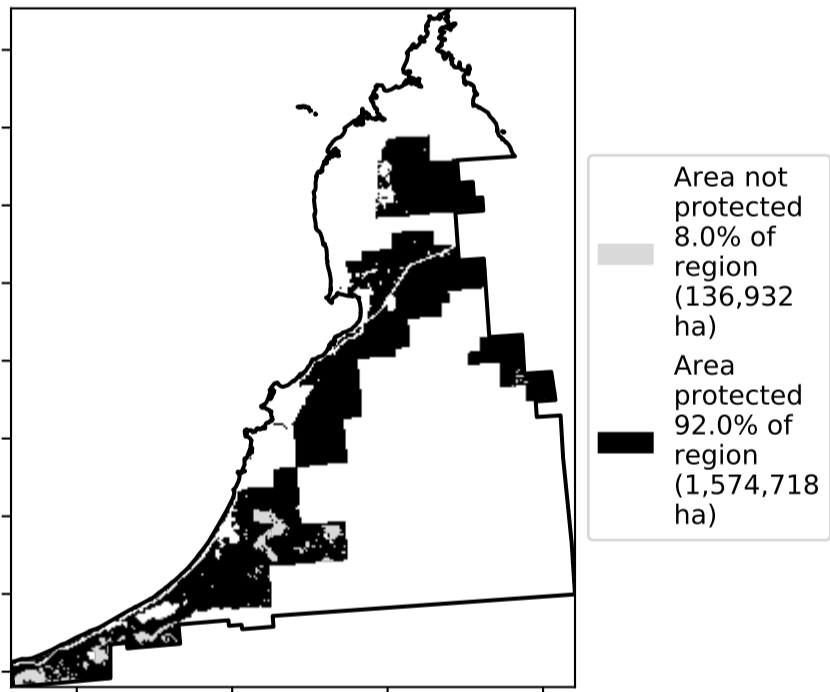 Area not
protected
8.0% of
region
(136,932
ha)
Area
protected
92.0% of
region
(1,574,718
ha)